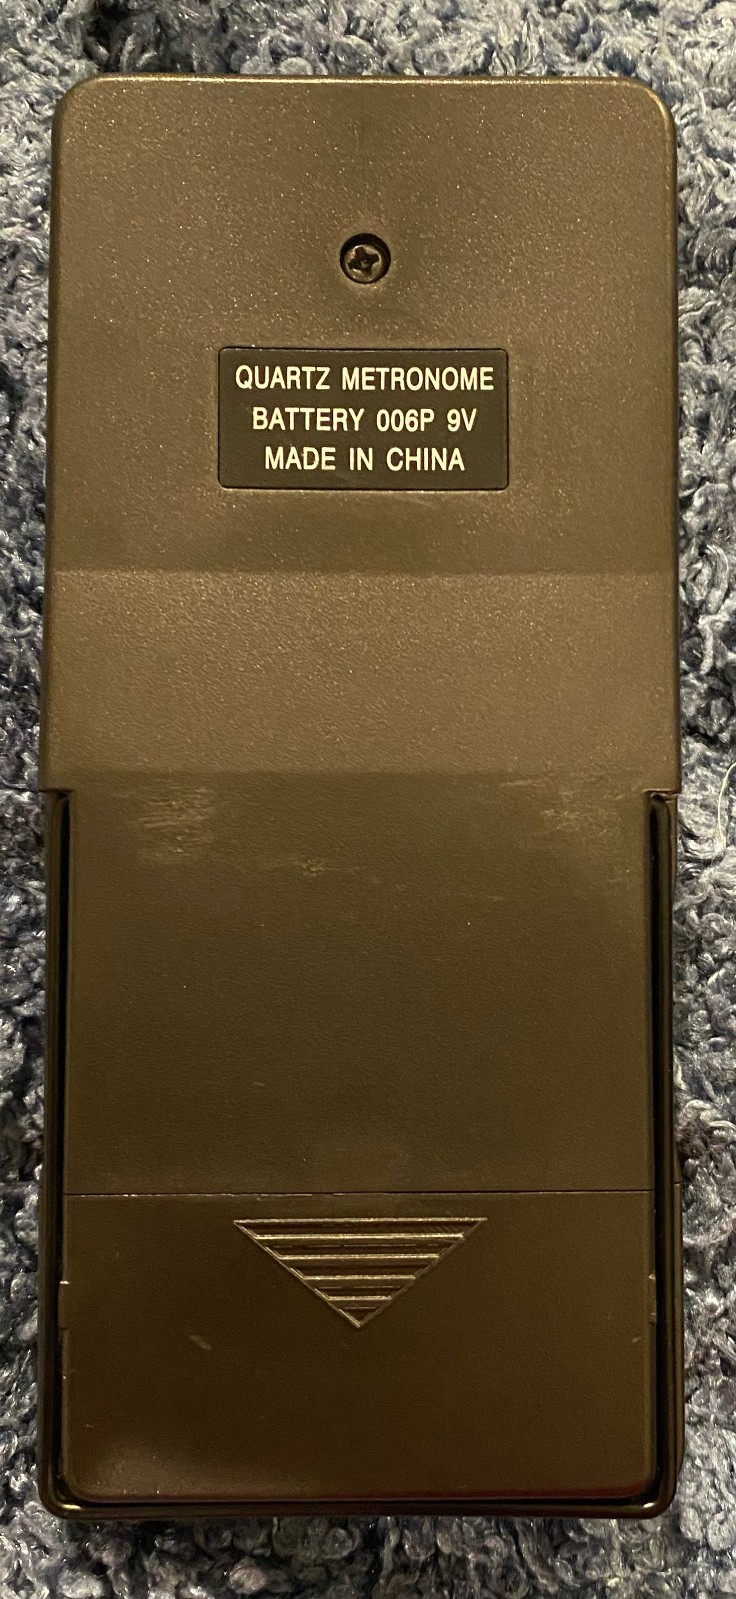 QUARTZ METRONOME
BATTERY 006P 9V
MADE IN CHINA